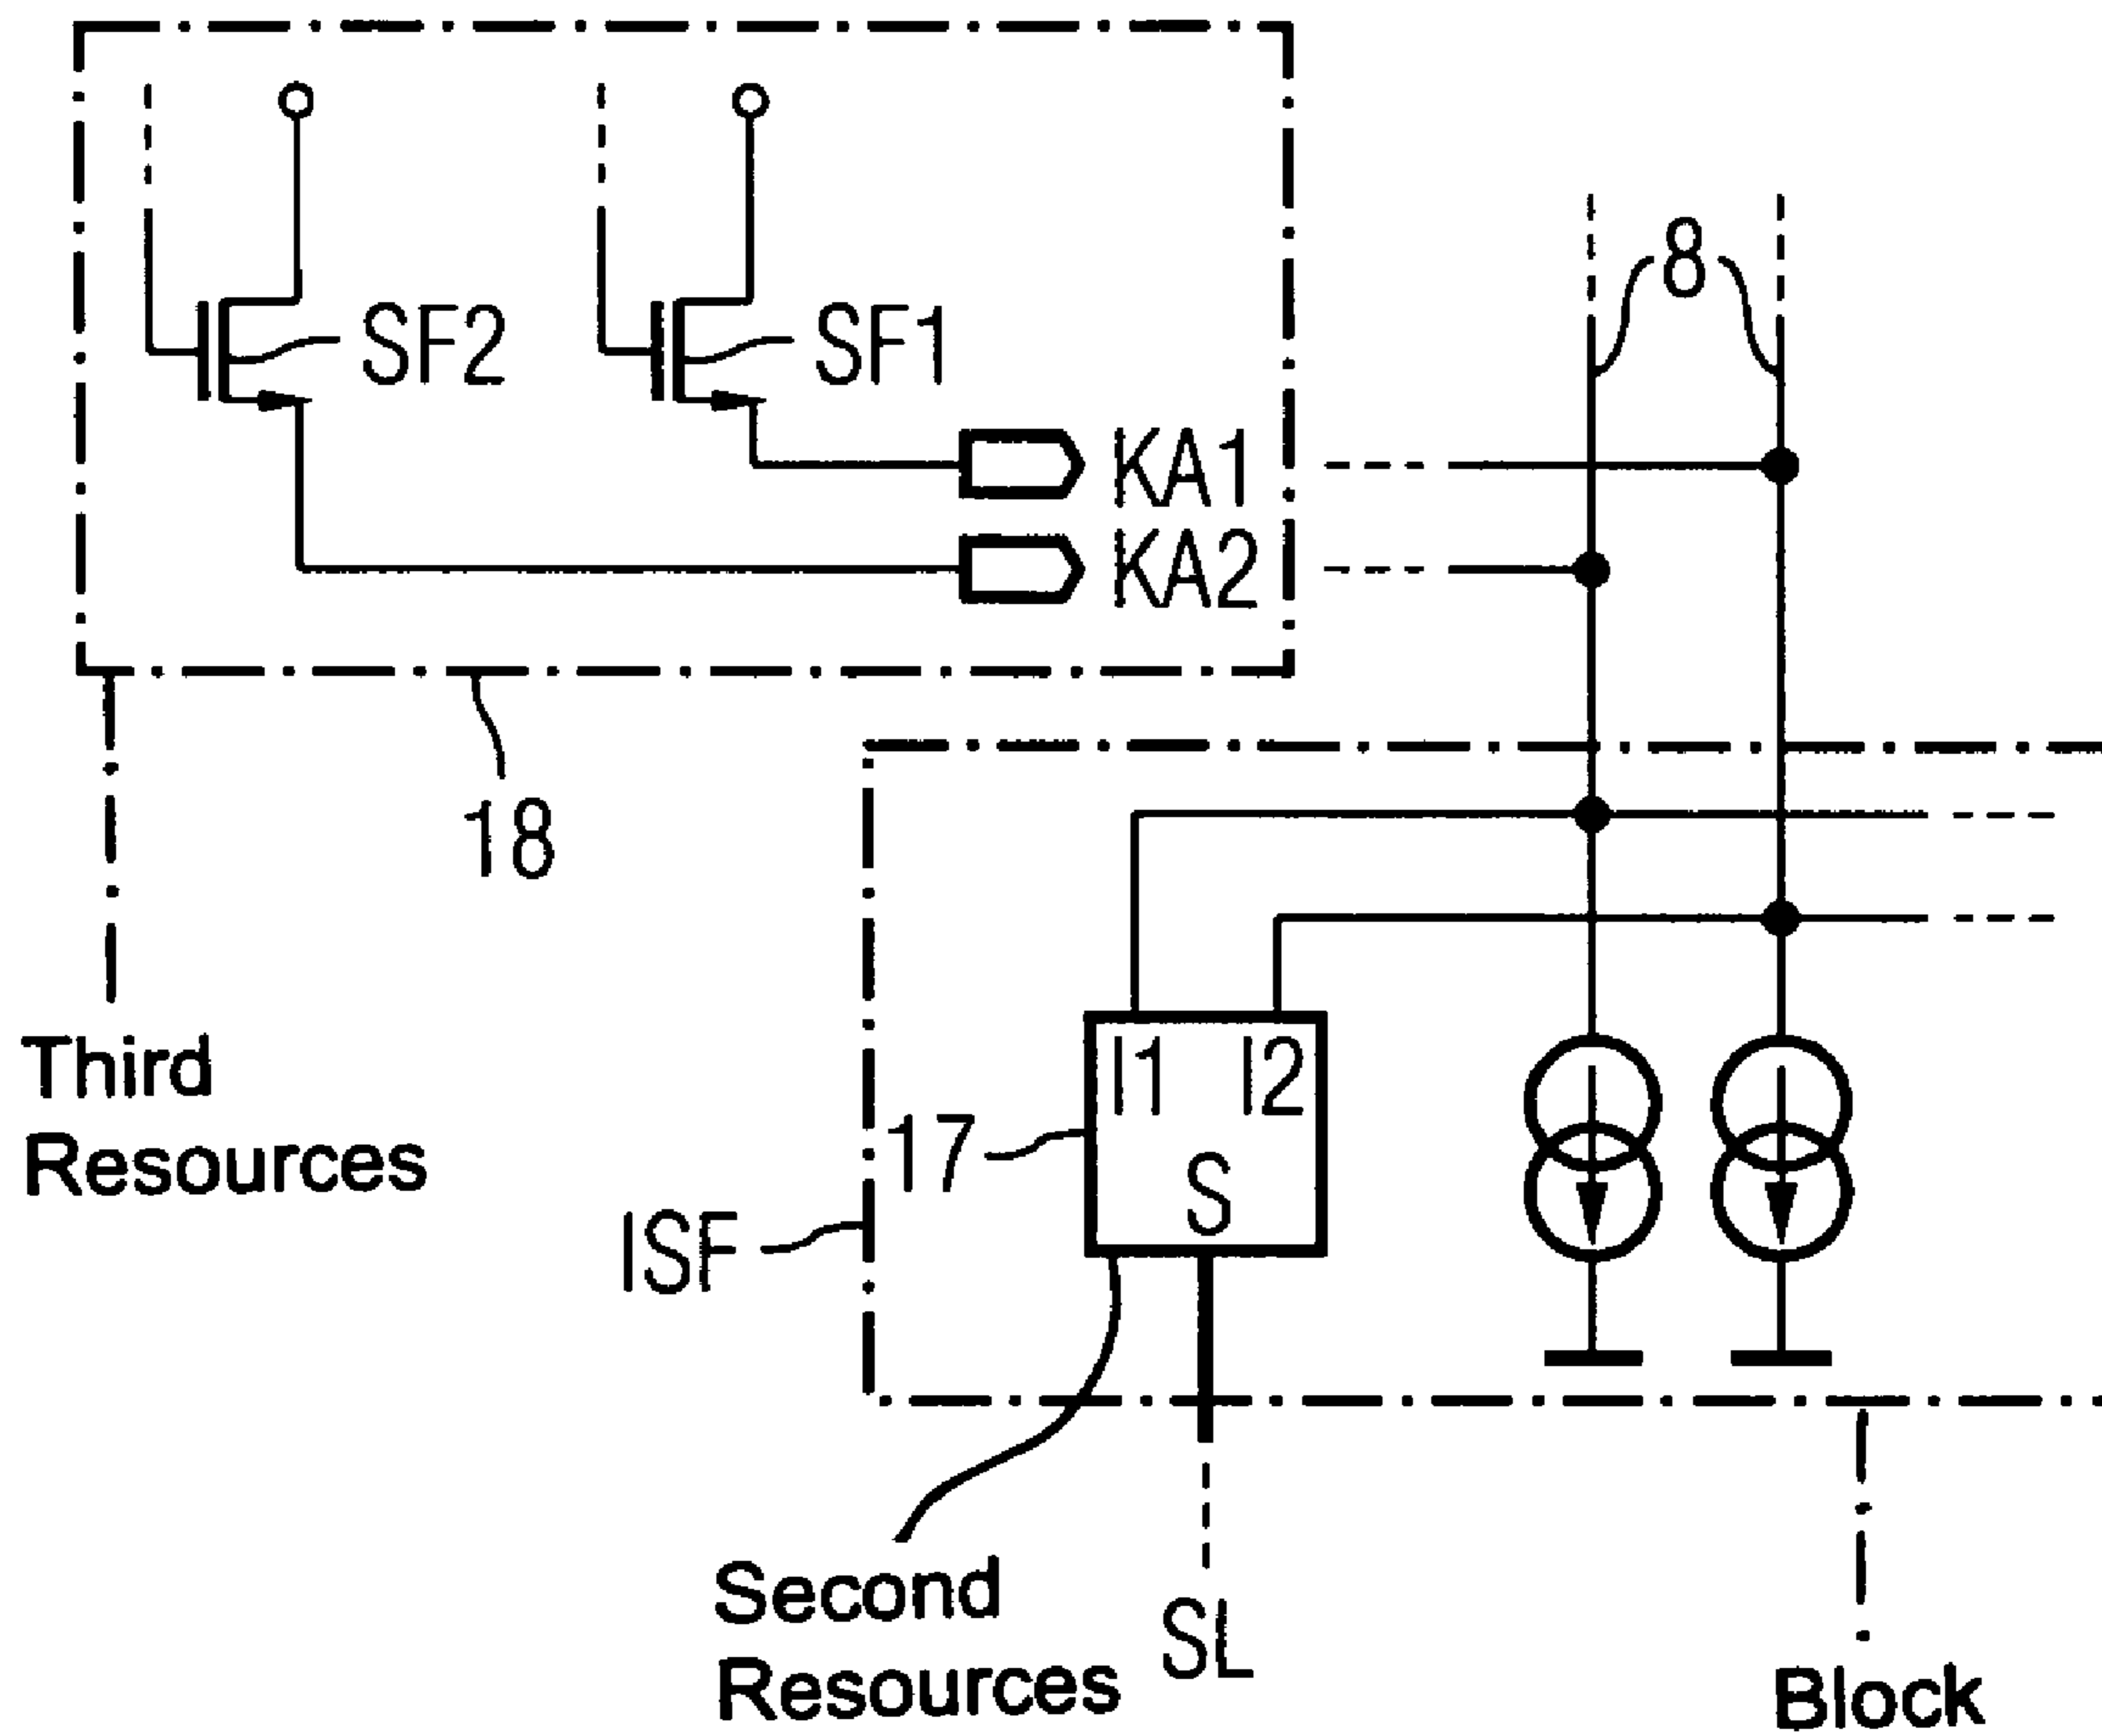 8
SF2
SF1
KA1
KA2
18
Third
Resources
I1 I2
17
S
ISF
Second
Resources
SL
Block